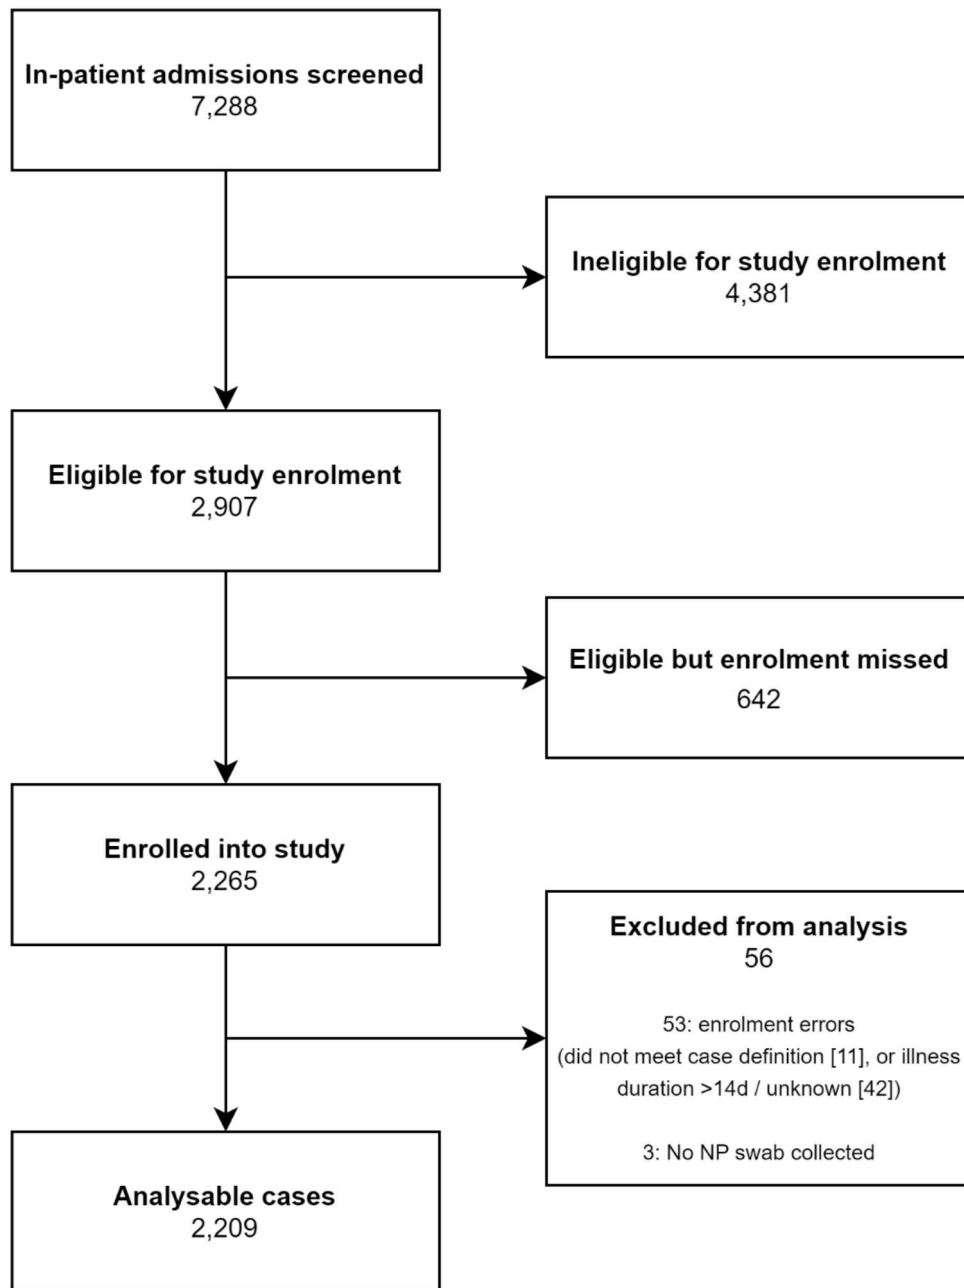 In-patient admissions screened
7,288
Ineligible for study enrolment
4,381
Eligible for study enrolment
2,907
Eligible but enrolment missed
642
Enrolled into study
2,265
Excluded from analysis
56
53: enrolment errors
(did not meet case definition [11], or illness
duration >14d / unknown [42])
3: No NP swab collected
Analysable cases
2,209